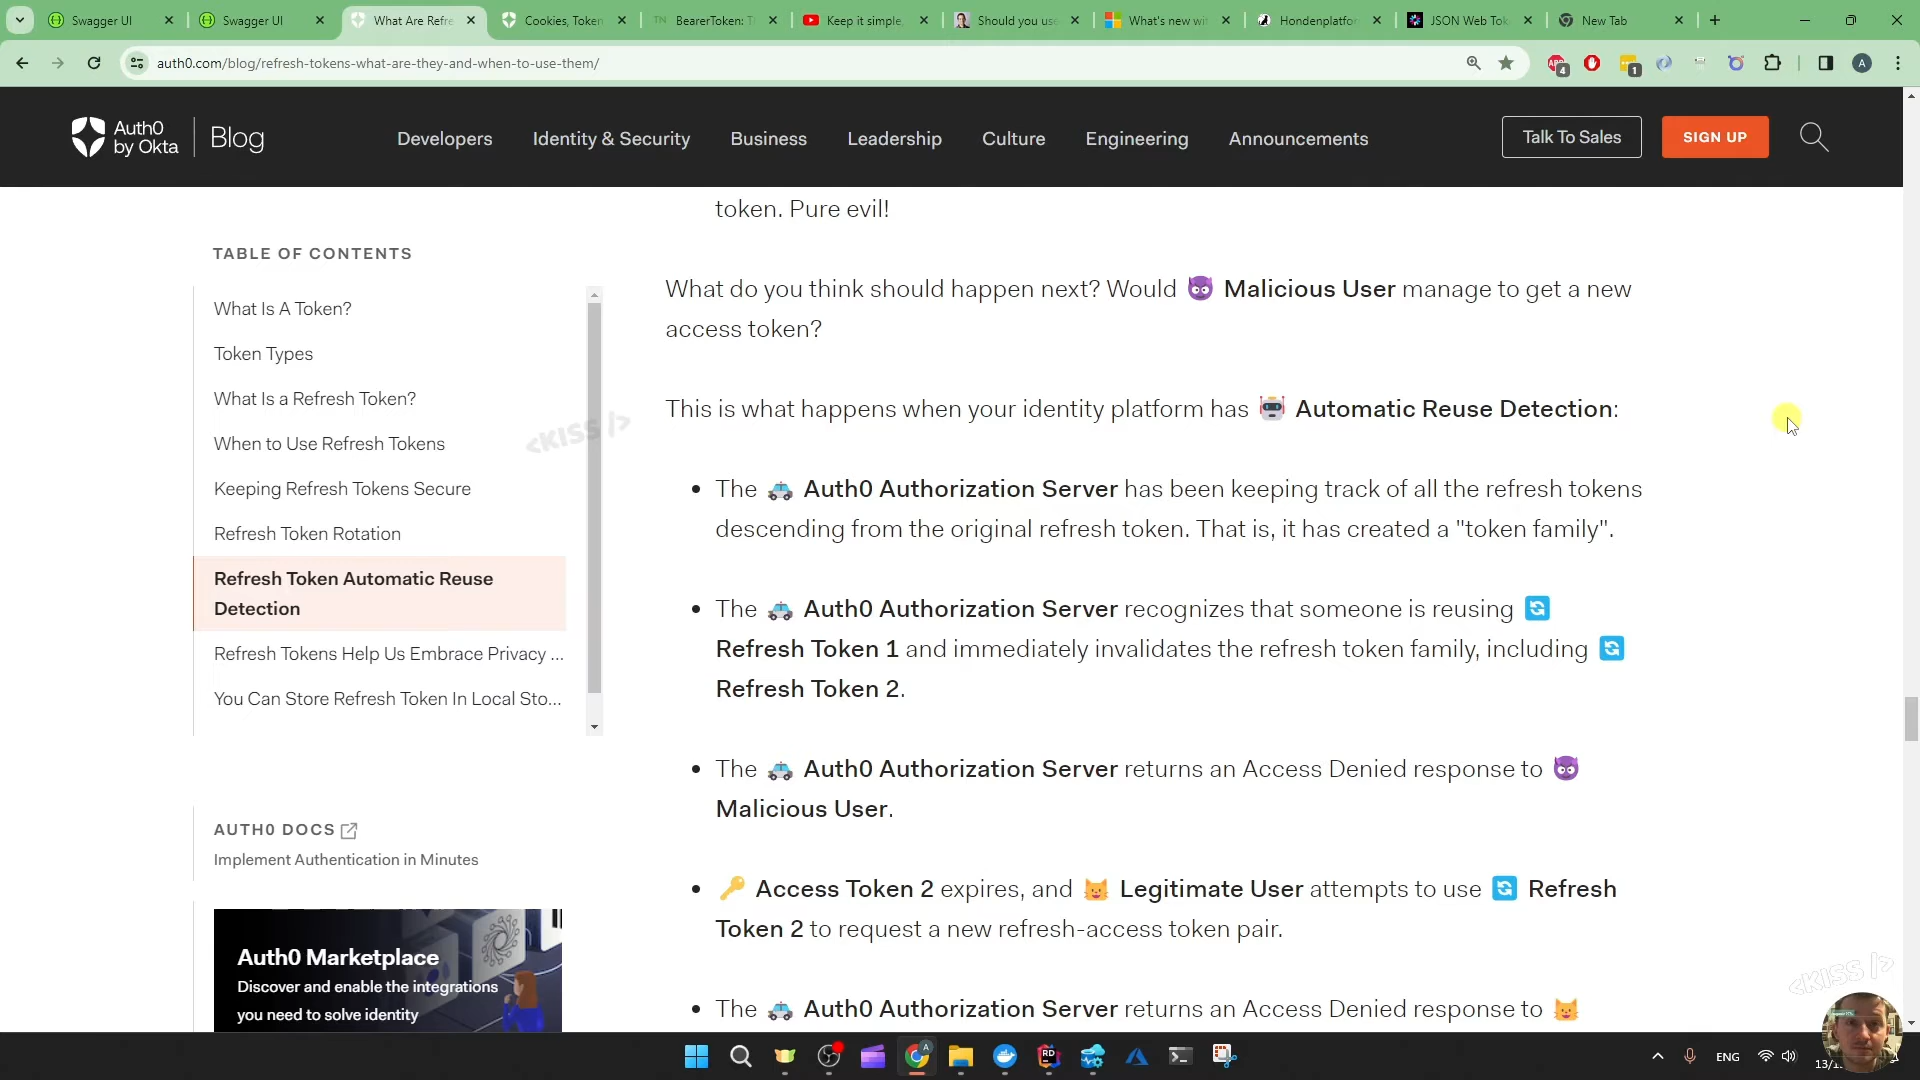 Swagger UI
Swagger UI
What Are Refre
Cookies, Token
BearerToken: T
Keep it simple,
Should you use
What's new wit
Hondenplatfor
JSON Web Tok
New Tab
auth0.com/blog/refresh-tokens-what-are-they-and-when-to-use-them/
4
1
A
Auth0
by Okta
Blog
Developers
Identity & Security
Business
Leadership
Culture
Engineering
Announcements
Talk To Sales
SIGN UP
token. Pure evil!
TABLE OF CONTENTS
What Is A Token?
Token Types
What Is a Refresh Token?
When to Use Refresh Tokens
Keeping Refresh Tokens Secure
Refresh Token Rotation
Refresh Token Automatic Reuse
Detection
Refresh Tokens Help Us Embrace Privacy ...
You Can Store Refresh Token In Local Sto...
AUTH0 DOCS
Implement Authentication in Minutes
Auth0 Marketplace
Discover and enable the integrations
you need to solve identity
What do you think should happen next? Would 😈 Malicious User manage to get a new
access token?
This is what happens when your identity platform has 🤖 Automatic Reuse Detection:
<KISS />
• The 🚓 Auth0 Authorization Server has been keeping track of all the refresh tokens
descending from the original refresh token. That is, it has created a "token family".
• The 🚓 Auth0 Authorization Server recognizes that someone is reusing 🔄
Refresh Token 1 and immediately invalidates the refresh token family, including 🔄
Refresh Token 2.
• The 🚓 Auth0 Authorization Server returns an Access Denied response to 😈
Malicious User.
• 🔑 Access Token 2 expires, and 😺 Legitimate User attempts to use 🔄 Refresh
Token 2 to request a new refresh-access token pair.
• The 🚓 Auth0 Authorization Server returns an Access Denied response to 😺
<KISS />
RD
ENG